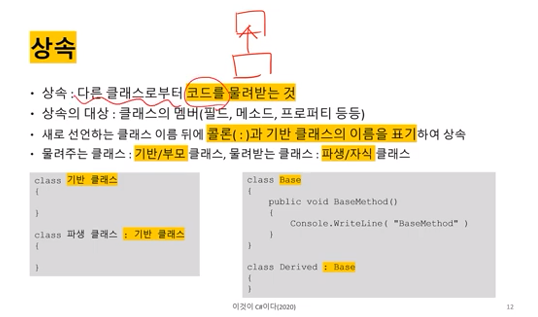 상속
• 상속 : 다른 클래스로부터 코드를 물려받는 것
• 상속의 대상 : 클래스의 멤버(필드, 메소드, 프로퍼티 등등)
• 새로 선언하는 클래스 이름 뒤에 콜론( : )과 기반 클래스의 이름을 표기하여 상속
• 물려주는 클래스 : 기반/부모 클래스, 물려받는 클래스 : 파생/자식 클래스
class 기반 클래스
{
}
class 파생 클래스 : 기반 클래스
{
}
class Base
{
public void BaseMethod()
{
Console.WriteLine( "BaseMethod" )
}
}
class Derived : Base
{
}
이것이 C#이다(2020)
12